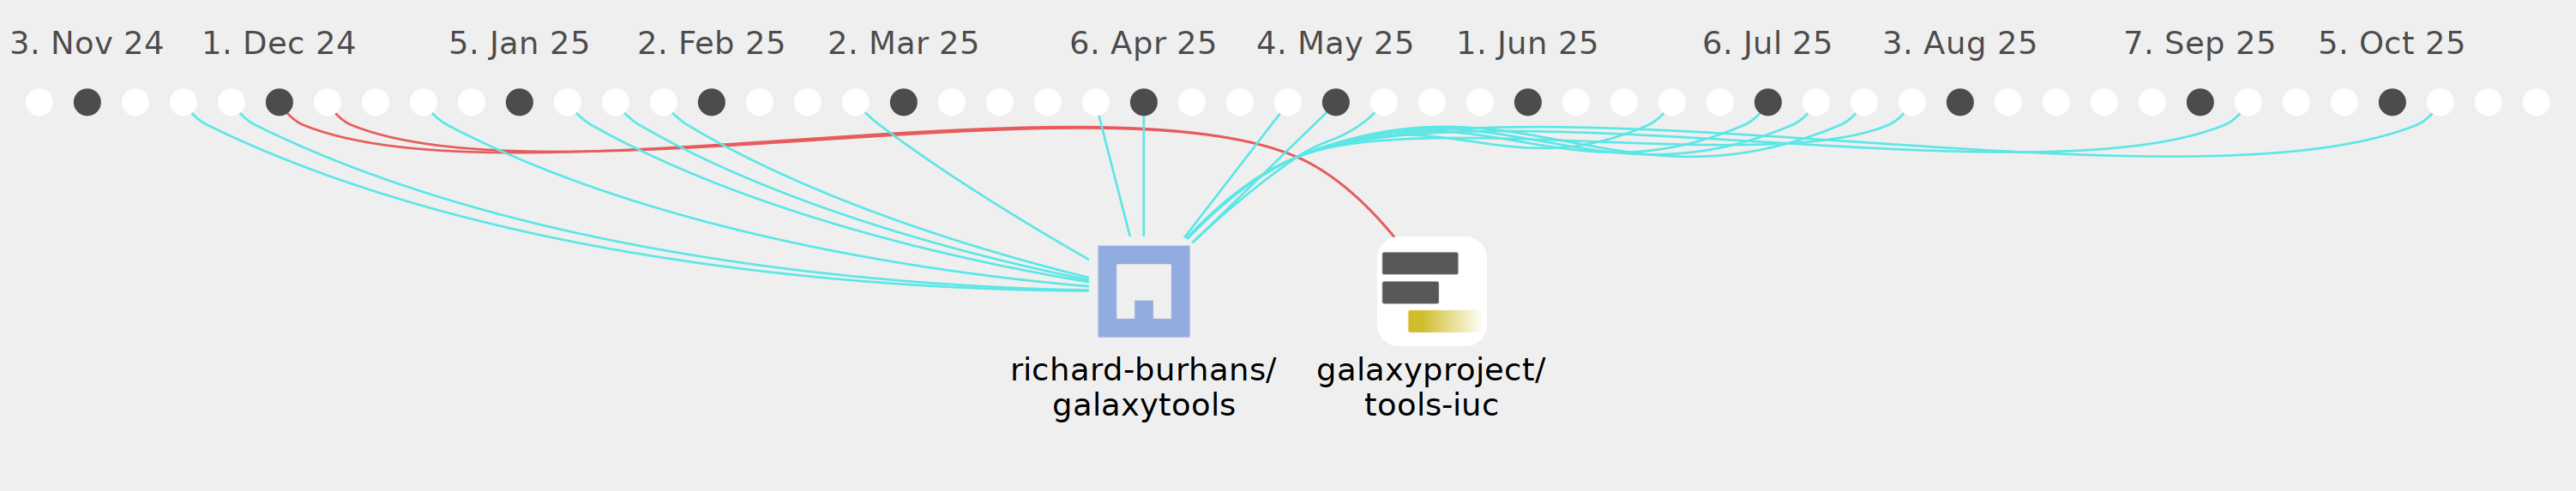 3. Nov 24 1. Dec 24 5. Jan 25 2. Feb 25 2. Mar 25 6. Apr 25 4. May 25 1. Jun 25 6. Jul 25 3. Aug 25 7. Sep 25 5. Oct 25
richard-burhans/
galaxytools
galaxyproject/
tools-iuc